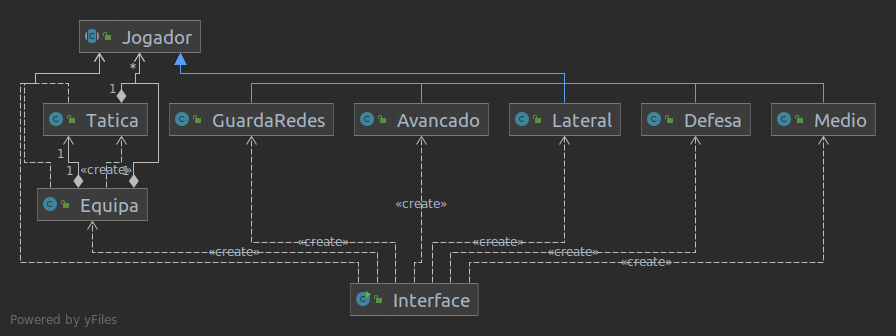 Jogador
*
1
Tatica
GuardaRedes
Avancado
Lateral
Defesa
Medio
1
1
«create»
1
Equipa
«create»
«create»
«create»
«create»
«create»
«create»
Interface
Powered by yFiles